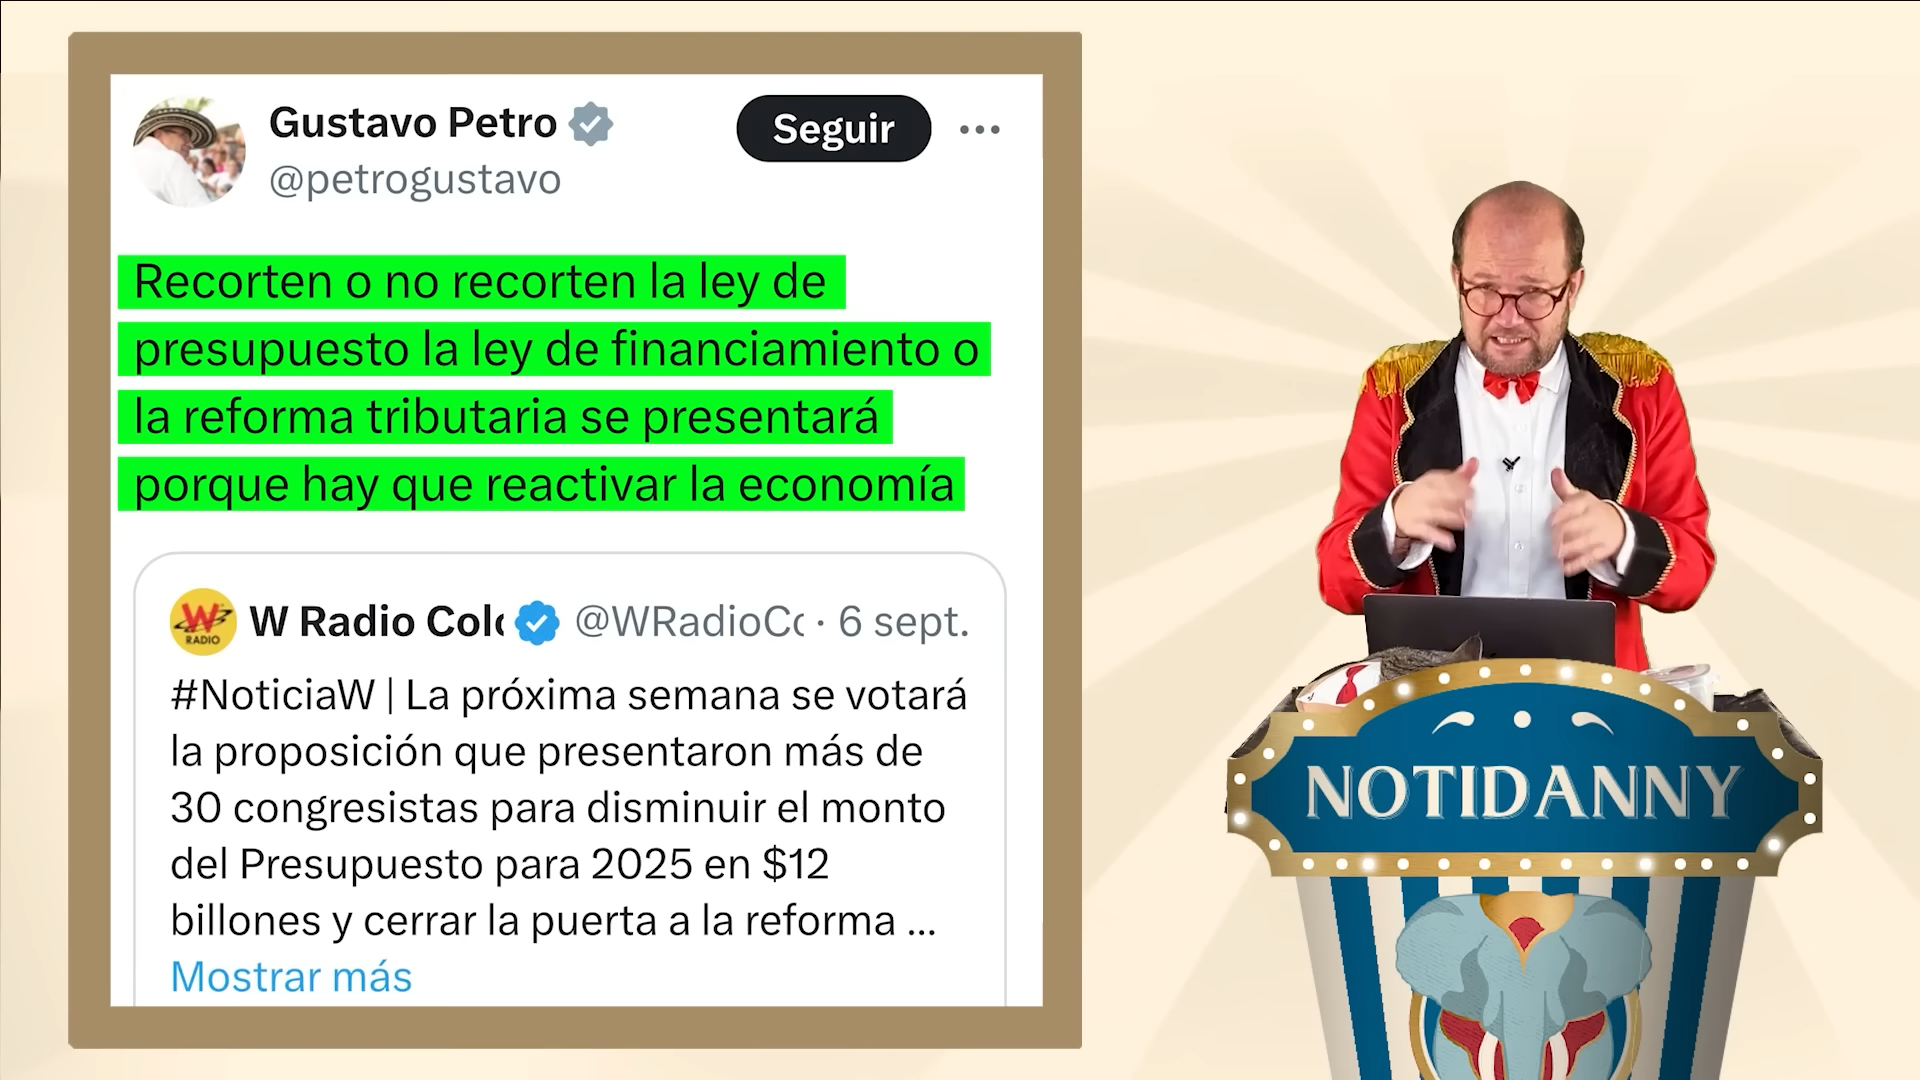 Gustavo Petro
@petrogustavo
Seguir
Recorten o no recorten la ley de
presupuesto la ley de financiamiento o
la reforma tributaria se presentará
porque hay que reactivar la economía
W RADIO
W Radio Colo @WRadioCo · 6 sept.
#NoticiaW | La próxima semana se votará
la proposición que presentaron más de
30 congresistas para disminuir el monto
del Presupuesto para 2025 en $12
billones y cerrar la puerta a la reforma ...
Mostrar más
NOTIDANNY